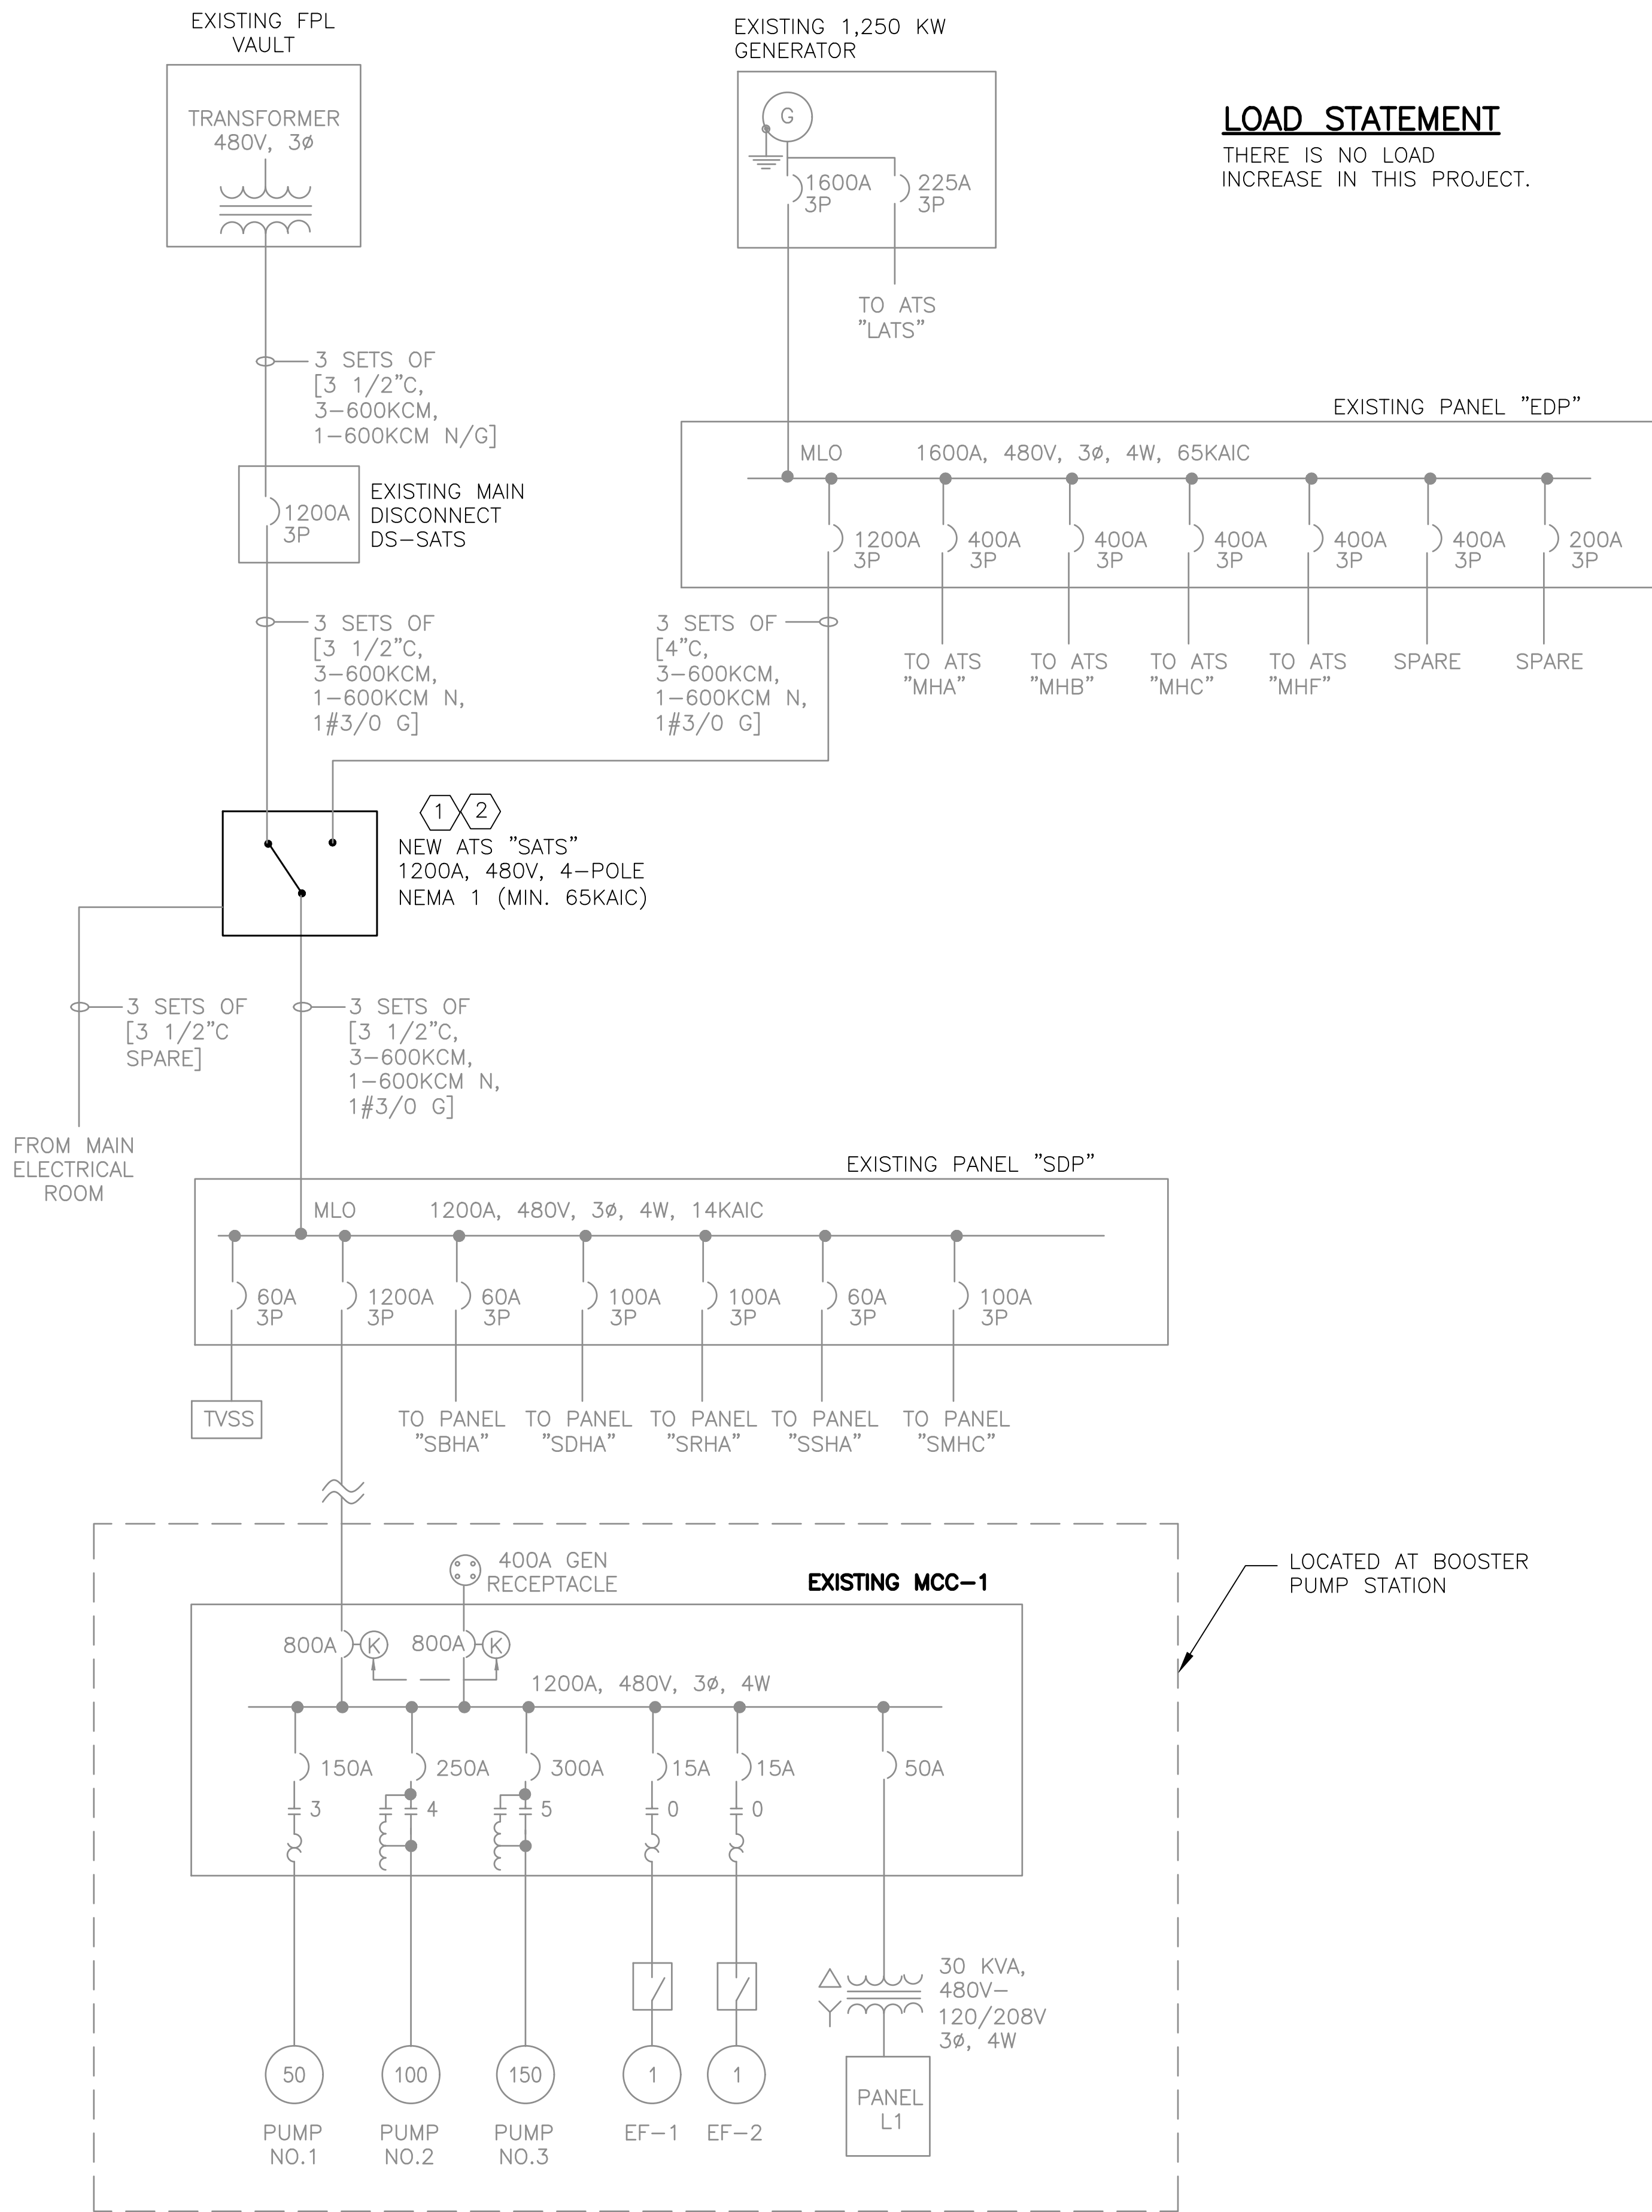 EXISTING FPL
VAULT
TRANSFORMER
480V, 3ø
EXISTING 1,250 KW
GENERATOR
G
1600A
3P
225A
3P
TO ATS
"LATS"
LOAD STATEMENT
THERE IS NO LOAD
INCREASE IN THIS PROJECT.
3 SETS OF
[3 1/2"C,
3-600KCM,
1-600KCM N/G]
1200A
3P
EXISTING MAIN
DISCONNECT
DS-SATS
3 SETS OF
[3 1/2"C,
3-600KCM,
1-600KCM N,
1#3/0 G]
EXISTING PANEL "EDP"
MLO
1600A, 480V, 3ø, 4W, 65KAIC
1200A
3P
400A
3P
400A
3P
400A
3P
400A
3P
400A
3P
200A
3P
3 SETS OF
[4"C,
3-600KCM,
1-600KCM N,
1#3/0 G]
TO ATS
"MHA"
TO ATS
"MHB"
TO ATS
"MHC"
TO ATS
"MHF"
SPARE
SPARE
1
2
NEW ATS "SATS"
1200A, 480V, 4-POLE
NEMA 1 (MIN. 65KAIC)
3 SETS OF
[3 1/2"C
SPARE]
FROM MAIN
ELECTRICAL
ROOM
3 SETS OF
[3 1/2"C,
3-600KCM,
1-600KCM N,
1#3/0 G]
EXISTING PANEL "SDP"
MLO
1200A, 480V, 3ø, 4W, 14KAIC
60A
3P
1200A
3P
60A
3P
100A
3P
100A
3P
60A
3P
100A
3P
TVSS
TO PANEL
"SBHA"
TO PANEL
"SDHA"
TO PANEL
"SRHA"
TO PANEL
"SSHA"
TO PANEL
"SMHC"
LOCATED AT BOOSTER
PUMP STATION
400A GEN
RECEPTACLE
EXISTING MCC-1
800A
K
800A
K
1200A, 480V, 3ø, 4W
150A
250A
300A
15A
15A
50A
3
4
5
0
0
30 KVA,
480V-
120/208V
3ø, 4W
50
100
150
1
1
PANEL
L1
PUMP
NO.1
PUMP
NO.2
PUMP
NO.3
EF-1
EF-2